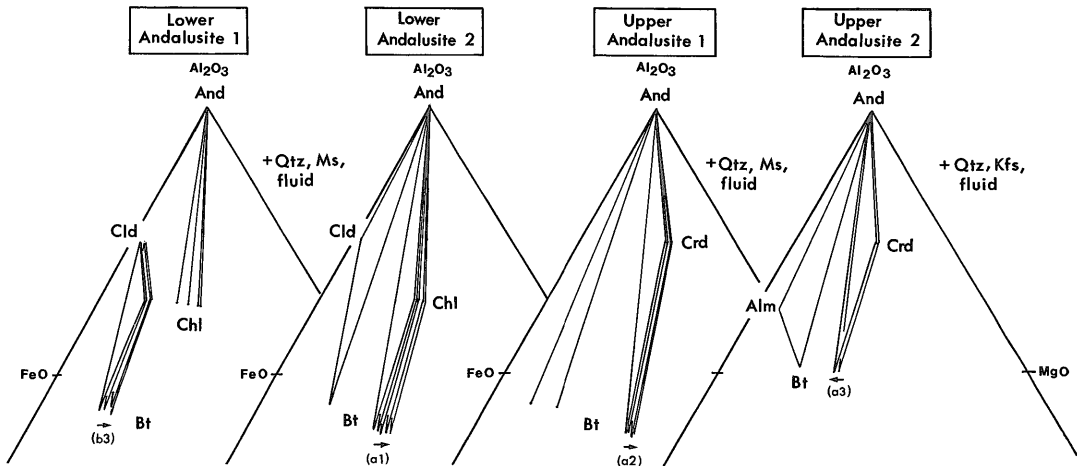 Lower
Andalusite 1
Lower
Andalusite 2
Upper
Andalusite 1
Upper
Andalusite 2
Al2O3
And
Al2O3
And
Al2O3
And
Al2O3
And
+Qtz, Ms,
fluid
+Qtz, Ms,
fluid
+Qtz, Kfs,
fluid
Cld
Chl
FeO
Bt
(b3)
Cld
Chl
FeO
Bt
(a1)
Crd
FeO
Bt
(a2)
Crd
Alm
Bt
(a3)
MgO